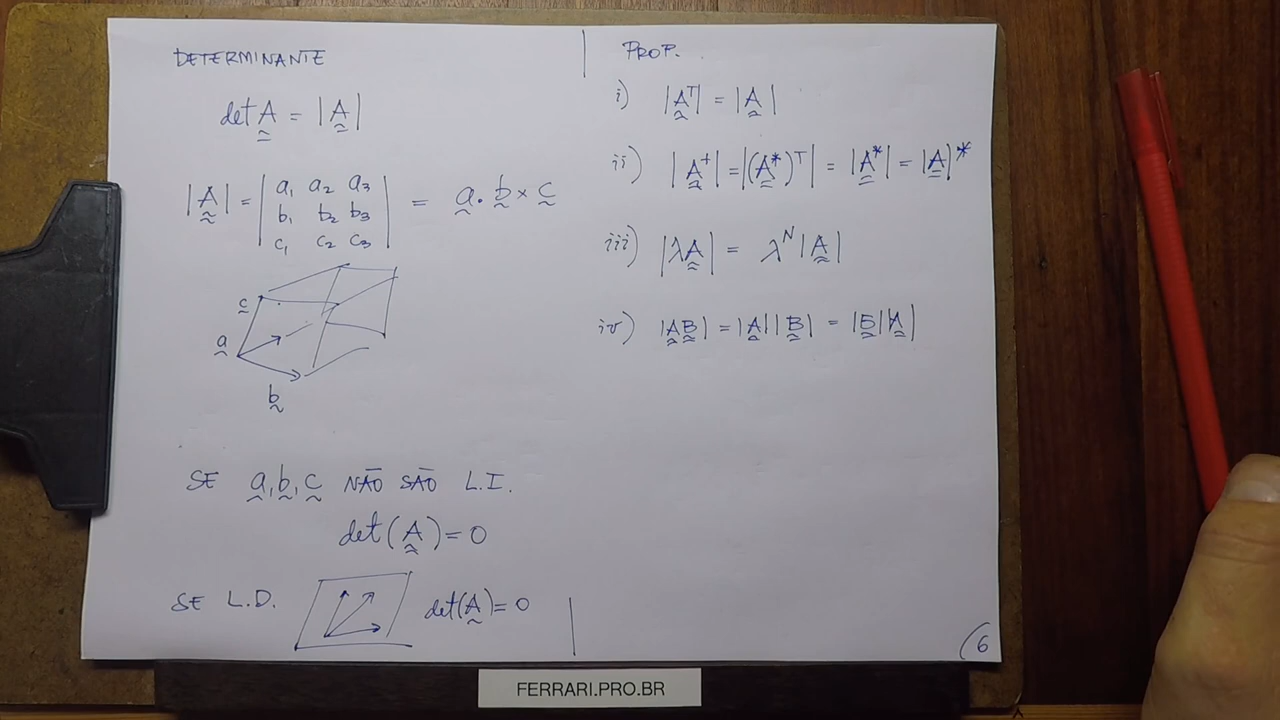 DETERMINANTE
det A = |A|
|A| = | a₁ a₂ a₃ | = a · b × c
| b₁ b₂ b₃ |
| c₁ c₂ c₃ |
c
a
b
SE a, b, c NÃO SÃO L.I.
det(A) = 0
SE L.D. det(A) = 0
PROP.
i) |Aᵀ| = |A|
ii) |A⁺| = |(A*)ᵀ| = |A*| = |A|*
iii) |λA| = λᴺ |A|
iv) |AB| = |A||B| = |B||A|
6
FERRARI.PRO.BR